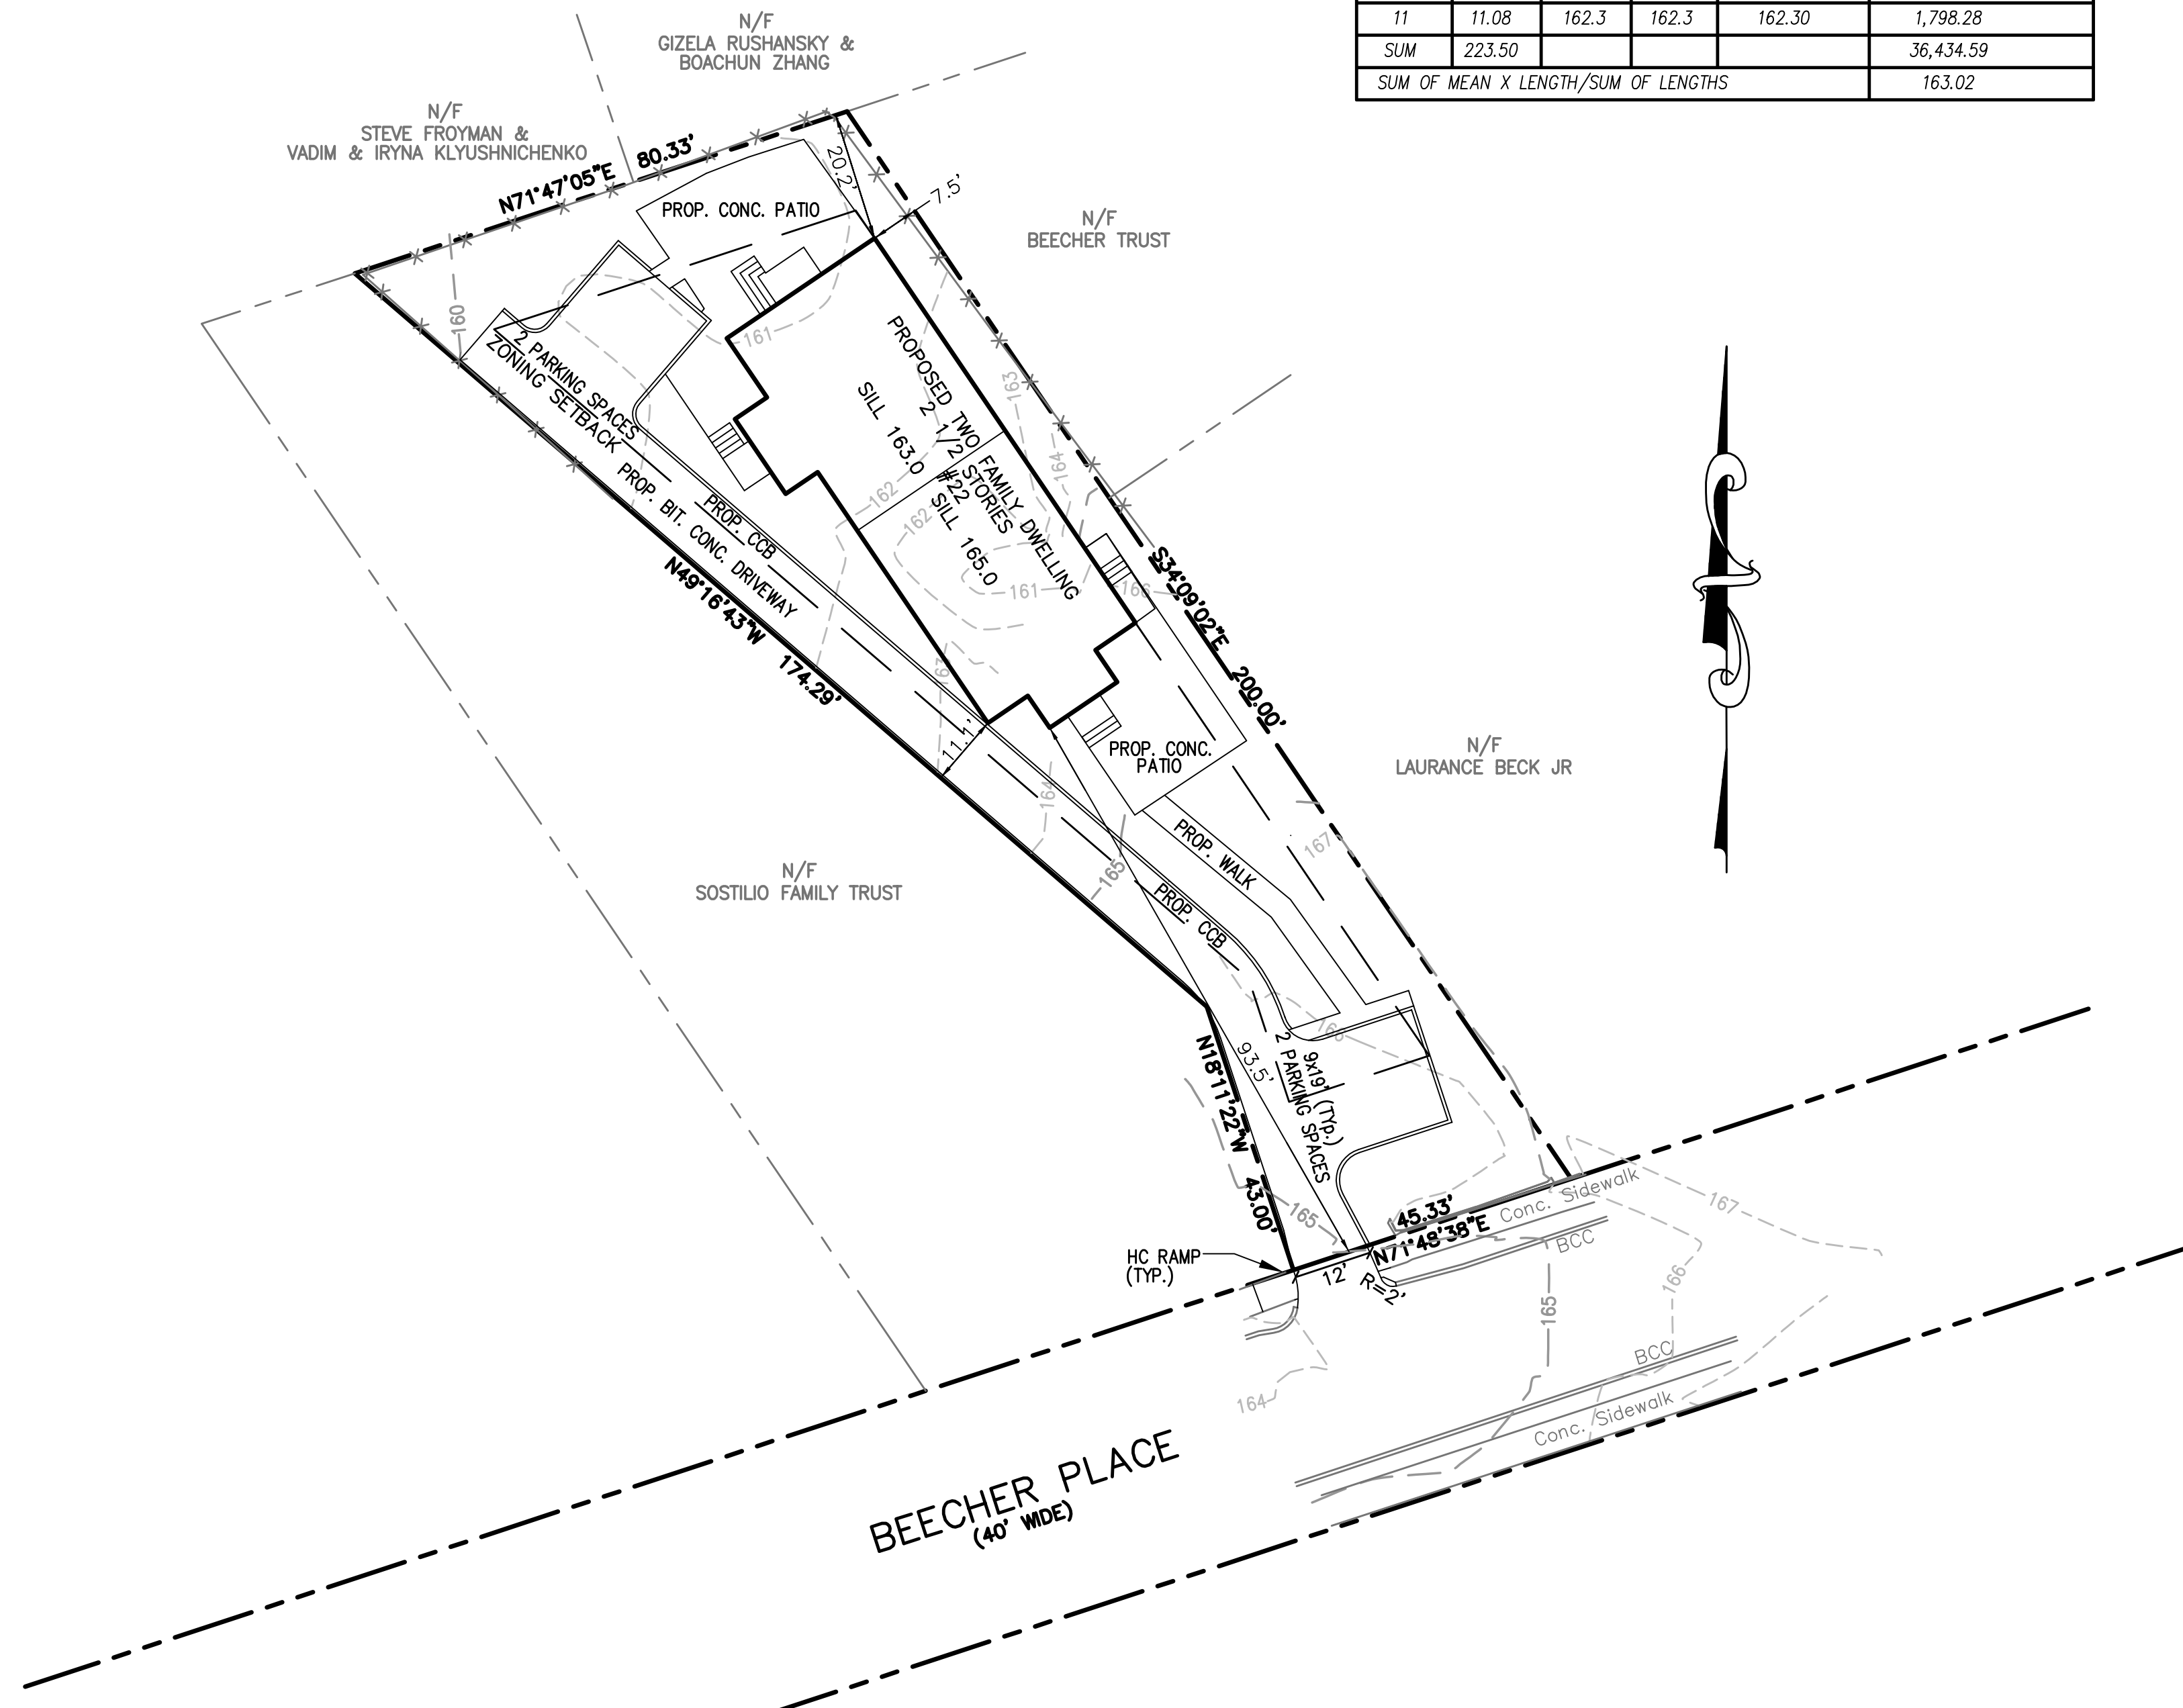 11 11.08 162.3 162.3 162.30 1,798.28
SUM 223.50 36,434.59
SUM OF MEAN X LENGTH/SUM OF LENGTHS 163.02
N/F
GIZELA RUSHANSKY &
BOACHUN ZHANG
N/F
STEVE FROYMAN &
VADIM & IRYNA KLYUSHNICHENKO
N71°47'05"E 80.33'
20.2'
7.5'
PROP. CONC. PATIO
N/F
BEECHER TRUST
160
161
2 PARKING SPACES
ZONING SETBACK
PROPOSED TWO FAMILY DWELLING
2 1/2 STORIES
#22
SILL 163.0
SILL 165.0
163
164
162
162
161
166
163
PROP. CCB
PROP. BIT. CONC. DRIVEWAY
N49°16'43"W 174.29'
S34°09'02"E 200.00'
11.1'
PROP. CONC.
PATIO
N/F
LAURANCE BECK JR
164
165
167
PROP. WALK
PROP. CCB
N/F
SOSTILIO FAMILY TRUST
N18°11'22"W 43.00'
93.5'
9x19' (TYP.)
2 PARKING SPACES
165
45.33'
N71°48'38"E
Conc. Sidewalk
BCC
167
166
165
HC RAMP
(TYP.)
12'
R=2'
164
BCC
Conc. Sidewalk
BEECHER PLACE
(40' WIDE)